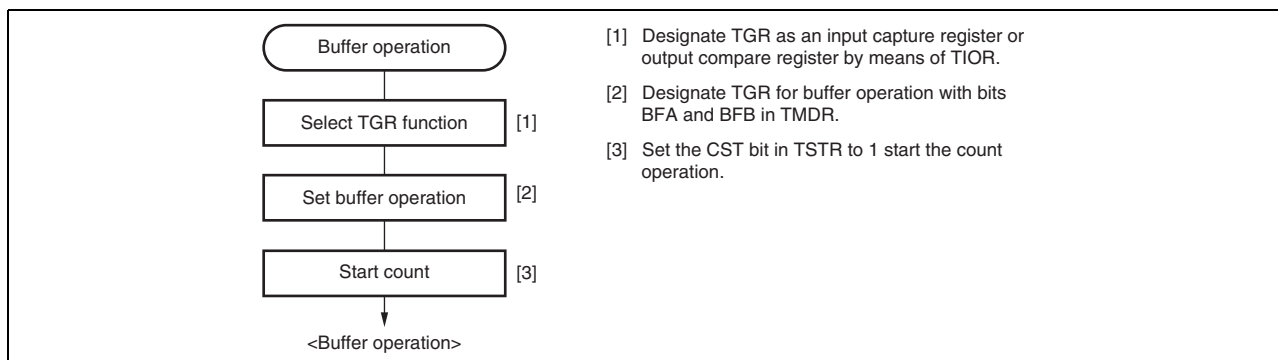 Buffer operation
Select TGR function
[1]
Set buffer operation
[2]
Start count
[3]
<Buffer operation>
[1] Designate TGR as an input capture register or
output compare register by means of TIOR.
[2] Designate TGR for buffer operation with bits
BFA and BFB in TMDR.
[3] Set the CST bit in TSTR to 1 start the count
operation.